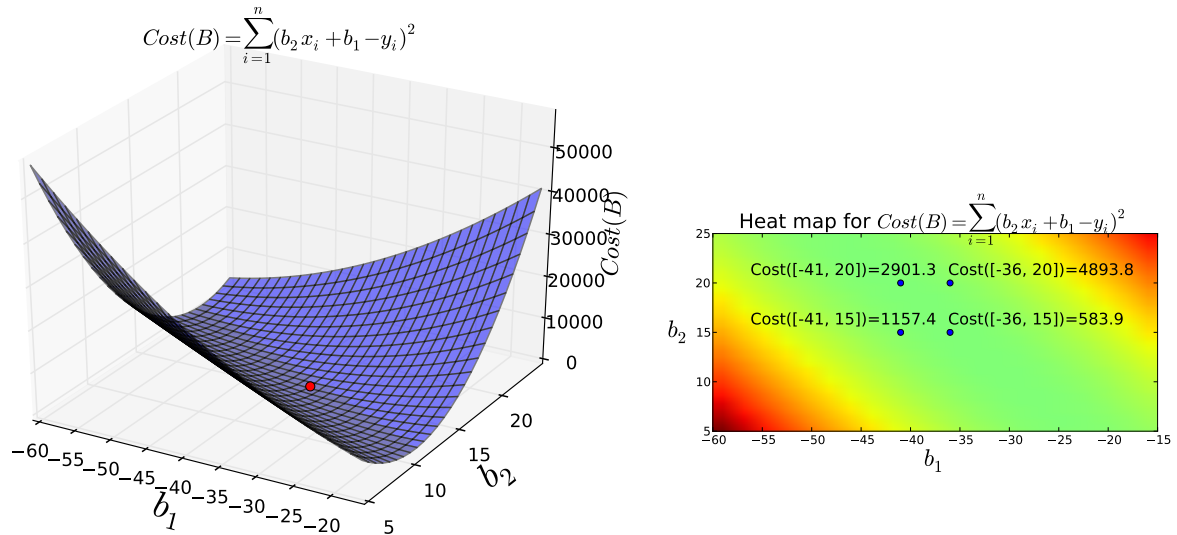 Cost(B) = \sum_{i=1}^{n} (b_2 x_i + b_1 - y_i)^2
50000
40000
30000
20000
10000
0
Cost(B)
−60
−55
−50
−45
−40
−35
−30
−25
−20
b_1
5
10
15
20
b_2
Heat map for Cost(B) = \sum_{i=1}^{n} (b_2 x_i + b_1 - y_i)^2
25
20
15
10
5
b_2
Cost([-41, 20])=2901.3 Cost([-36, 20])=4893.8
Cost([-41, 15])=1157.4 Cost([-36, 15])=583.9
−60 −55 −50 −45 −40 −35 −30 −25 −20 −15
b_1